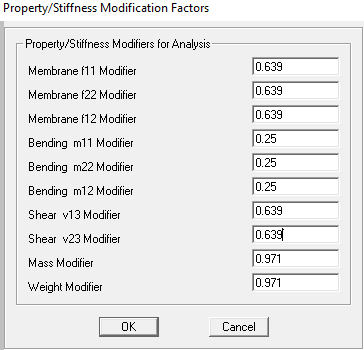 Property/Stiffness Modification Factors
Property/Stiffness Modifiers for Analysis
Membrane f11 Modifier 0.639
Membrane f22 Modifier 0.639
Membrane f12 Modifier 0.639
Bending m11 Modifier 0.25
Bending m22 Modifier 0.25
Bending m12 Modifier 0.25
Shear v13 Modifier 0.639
Shear v23 Modifier 0.639
Mass Modifier 0.971
Weight Modifier 0.971
OK Cancel